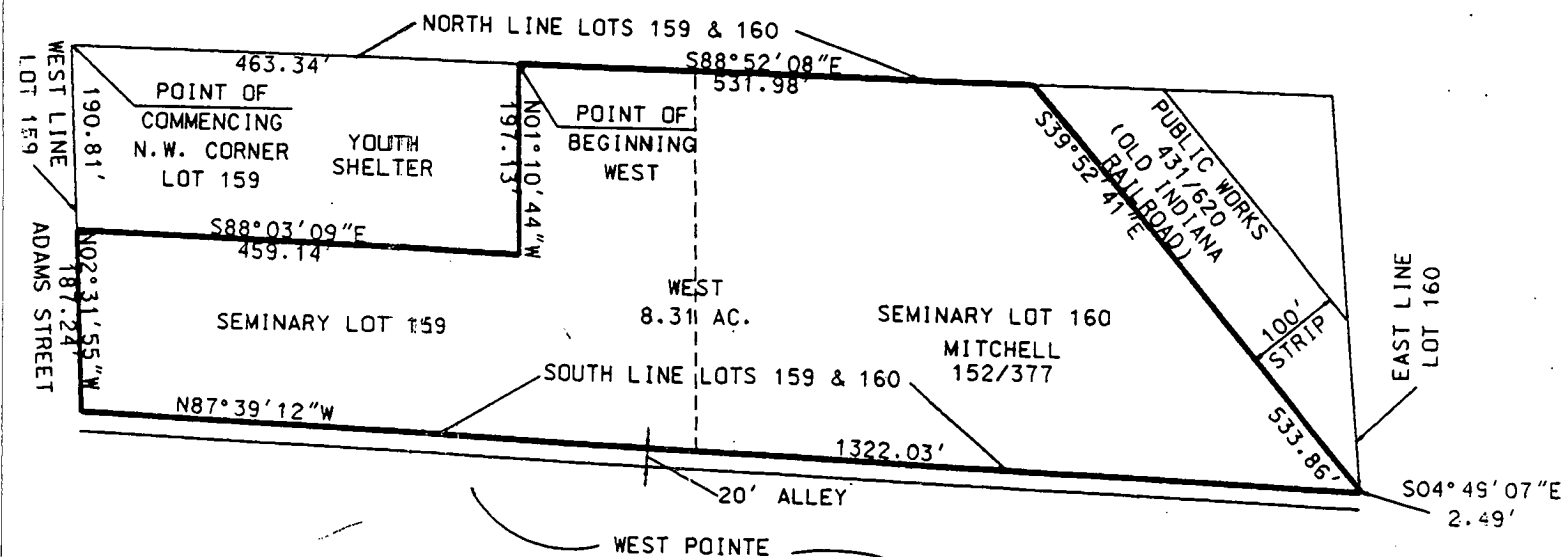 NORTH LINE LOTS 159 & 160
WEST LINE
LOT 159
190.81'
463.34'
S88°52'08"E
531.98'
POINT OF
COMMENCING
N.W. CORNER
LOT 159
YOUTH
SHELTER
N01°10'44"W
197.13'
POINT OF
BEGINNING
WEST
S39°52'41"E
PUBLIC WORKS
431/620
(OLD INDIANA
RAILROAD)
S88°03'09"E
459.14'
ADAMS STREET
N02°31'55"W
187.24'
SEMINARY LOT 159
WEST
8.31 AC.
SEMINARY LOT 160
MITCHELL
152/377
100'
STRIP
EAST LINE
LOT 160
SOUTH LINE LOTS 159 & 160
N87°39'12"W
1322.03'
533.86'
20' ALLEY
S04°49'07"E
2.49'
WEST POINTE